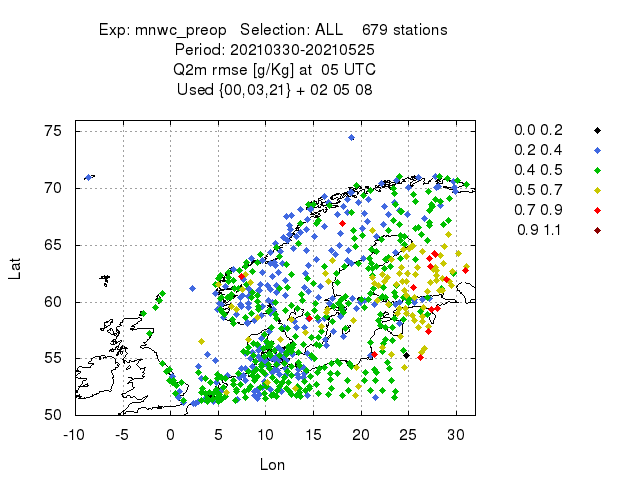 Exp: mnwc_preop   Selection: ALL    679 stations
Period: 20210330-20210525
Q2m rmse [g/Kg] at  05 UTC
Used {00,03,21} + 02 05 08
0.0 0.2
0.2 0.4
0.4 0.5
0.5 0.7
0.7 0.9
0.9 1.1
Lat
75
70
65
60
55
50
-10 -5 0 5 10 15 20 25 30
Lon